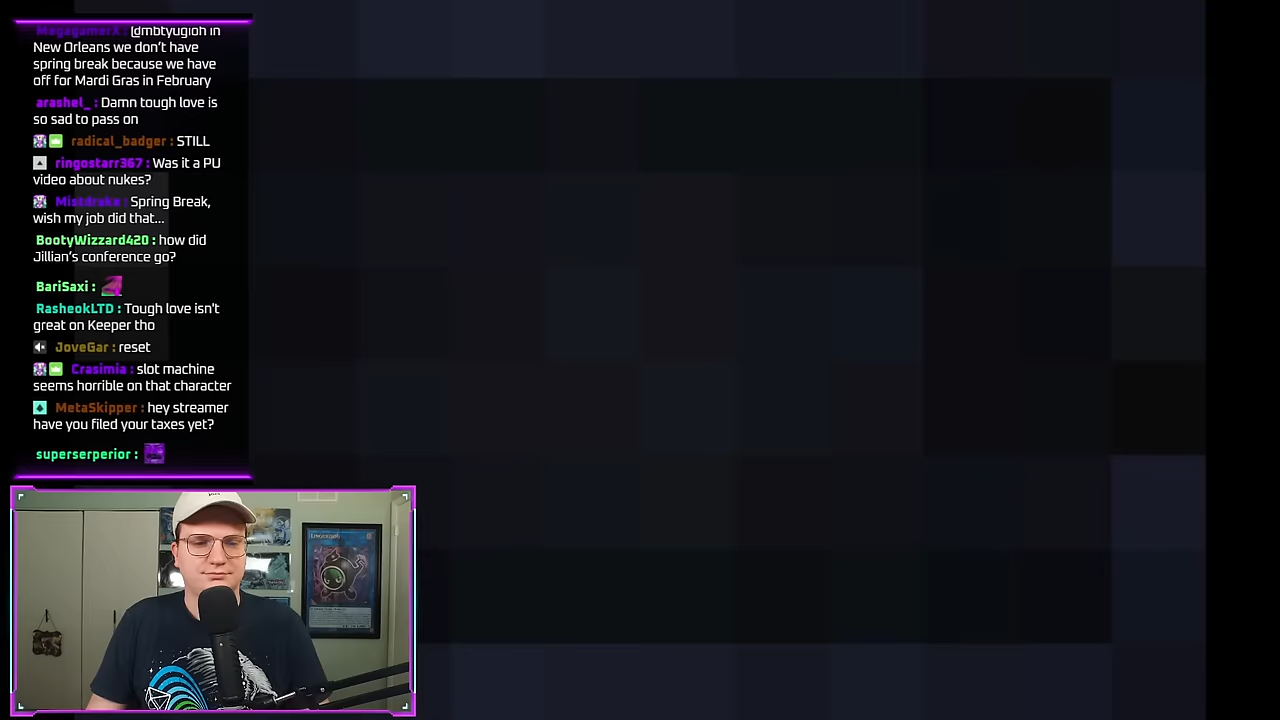 MegagamerX : @mbtyugioh in
New Orleans we don't have
spring break because we have
off for Mardi Gras in February
arashel_ : Damn tough love is
so sad to pass on
radical_badger : STILL
ringostarr367 : Was it a PU
video about nukes?
Mistdrake : Spring Break,
wish my job did that...
BootyWizzard420 : how did
Jillian's conference go?
BariSaxi :
RasheokLTD : Tough love isn't
great on Keeper tho
JoveGar : reset
Crasimia : slot machine
seems horrible on that character
MetaSkipper : hey streamer
have you filed your taxes yet?
superserperior :